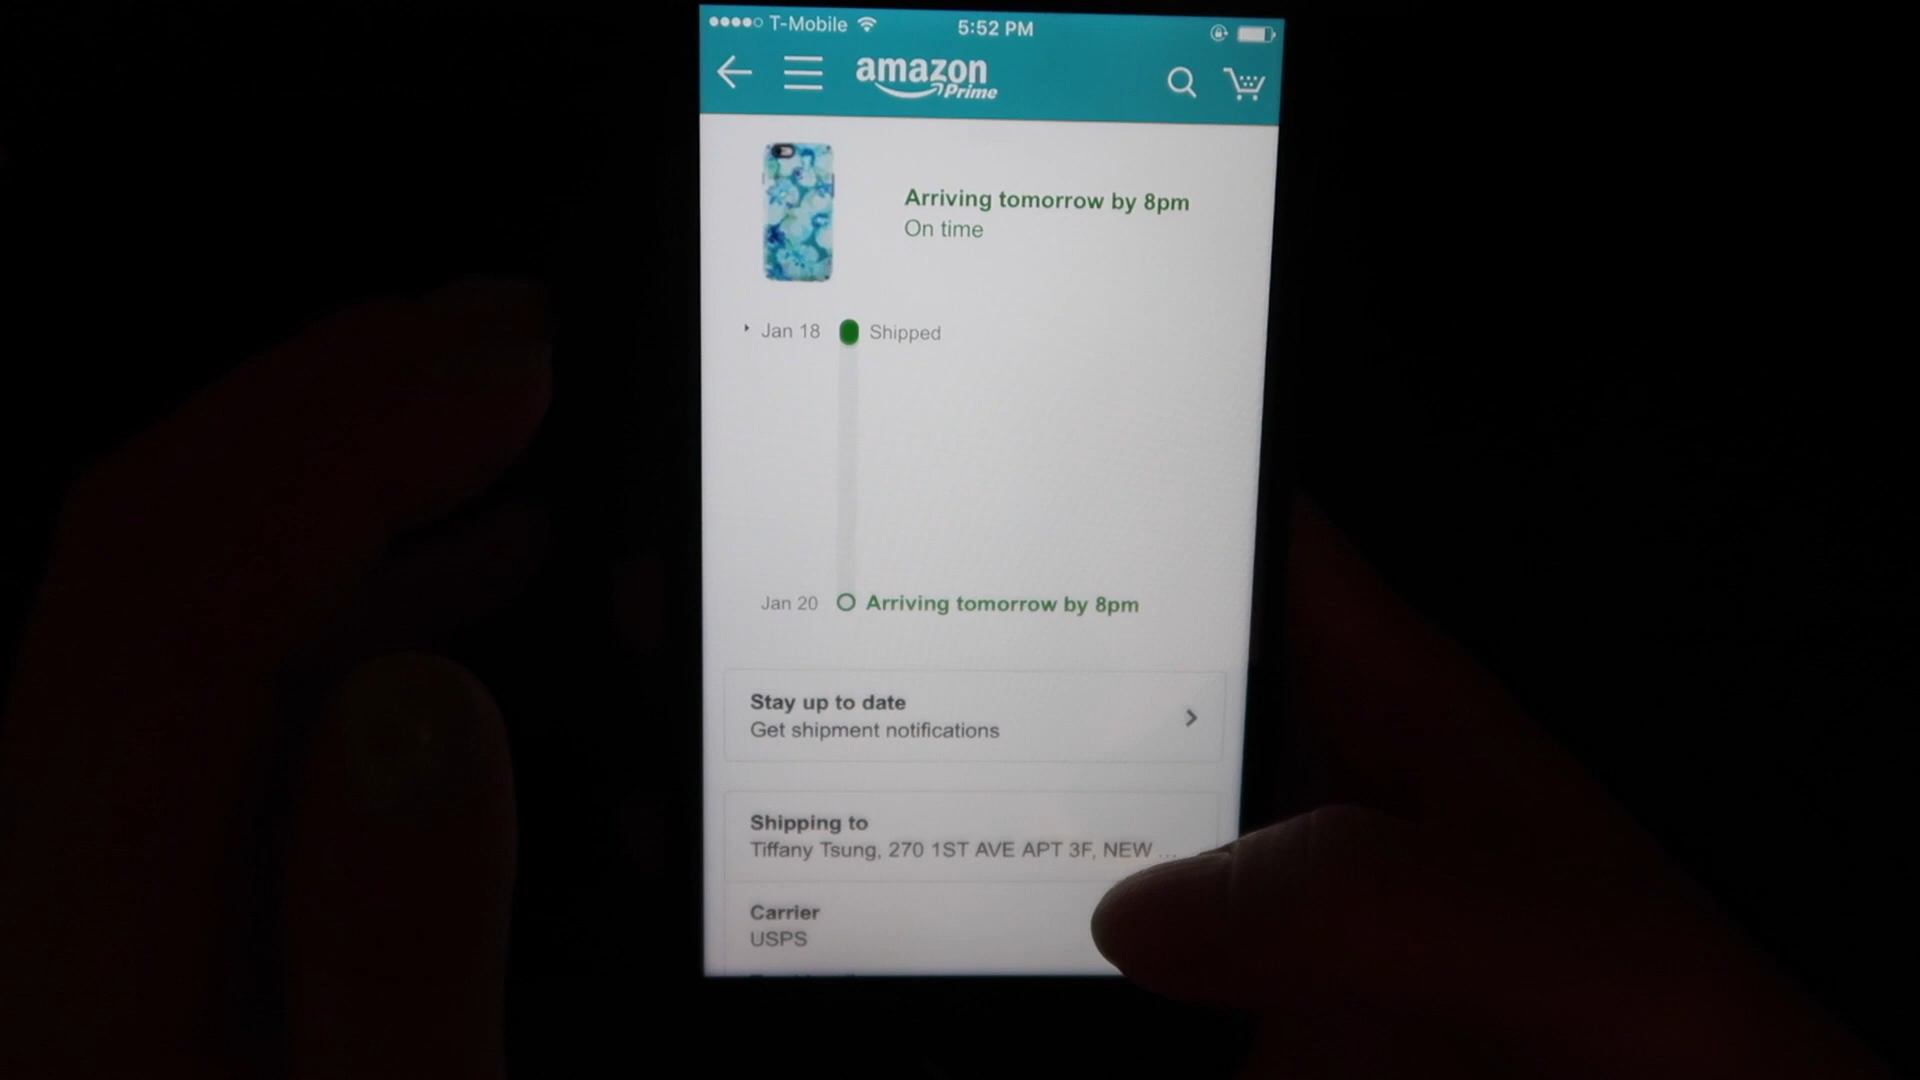 T-Mobile 5:52 PM
amazon
Prime
Arriving tomorrow by 8pm
On time
Jan 18 Shipped
Jan 20 Arriving tomorrow by 8pm
Stay up to date
Get shipment notifications
Shipping to
Tiffany Tsung, 270 1ST AVE APT 3F, NEW ...
Carrier
USPS